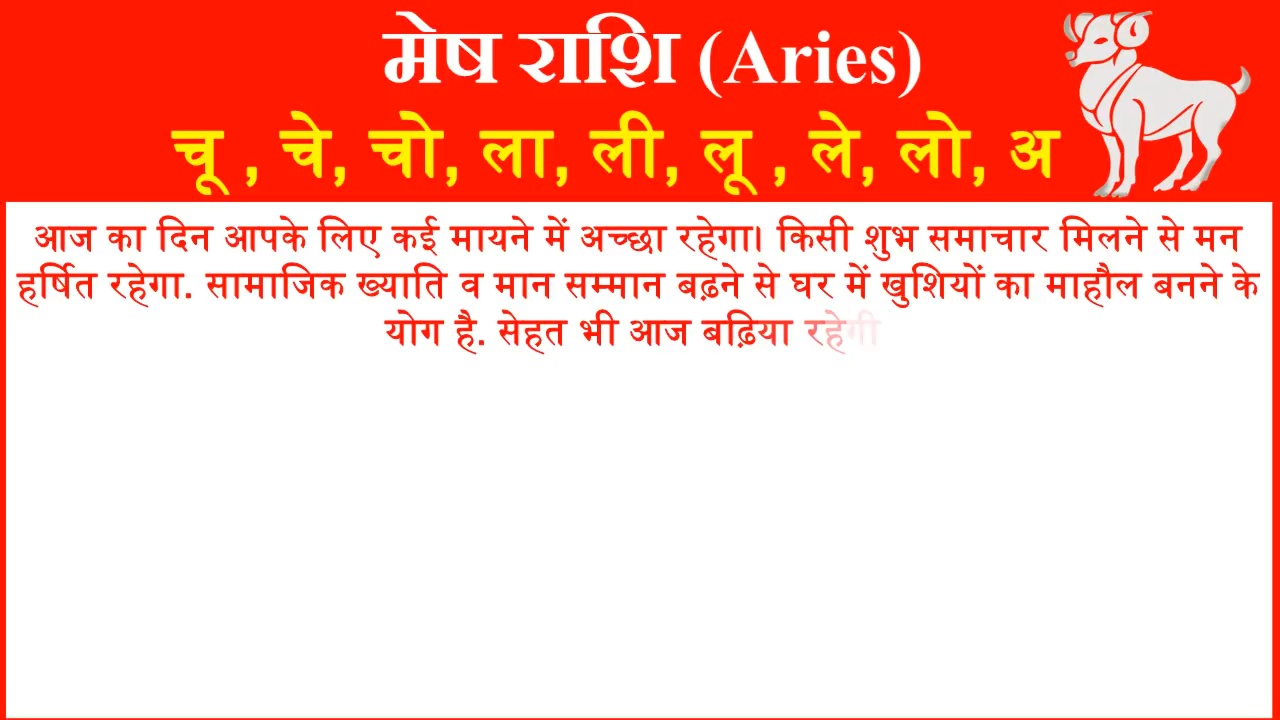 मेष राशि (Aries)
चू , चे, चो, ला, ली, लू , ले, लो, अ
आज का दिन आपके लिए कई मायने में अच्छा रहेगा। किसी शुभ समाचार मिलने से मन
हर्षित रहेगा. सामाजिक ख्याति व मान सम्मान बढ़ने से घर में खुशियों का माहौल बनने के
योग है. सेहत भी आज बढ़िया रहेगी